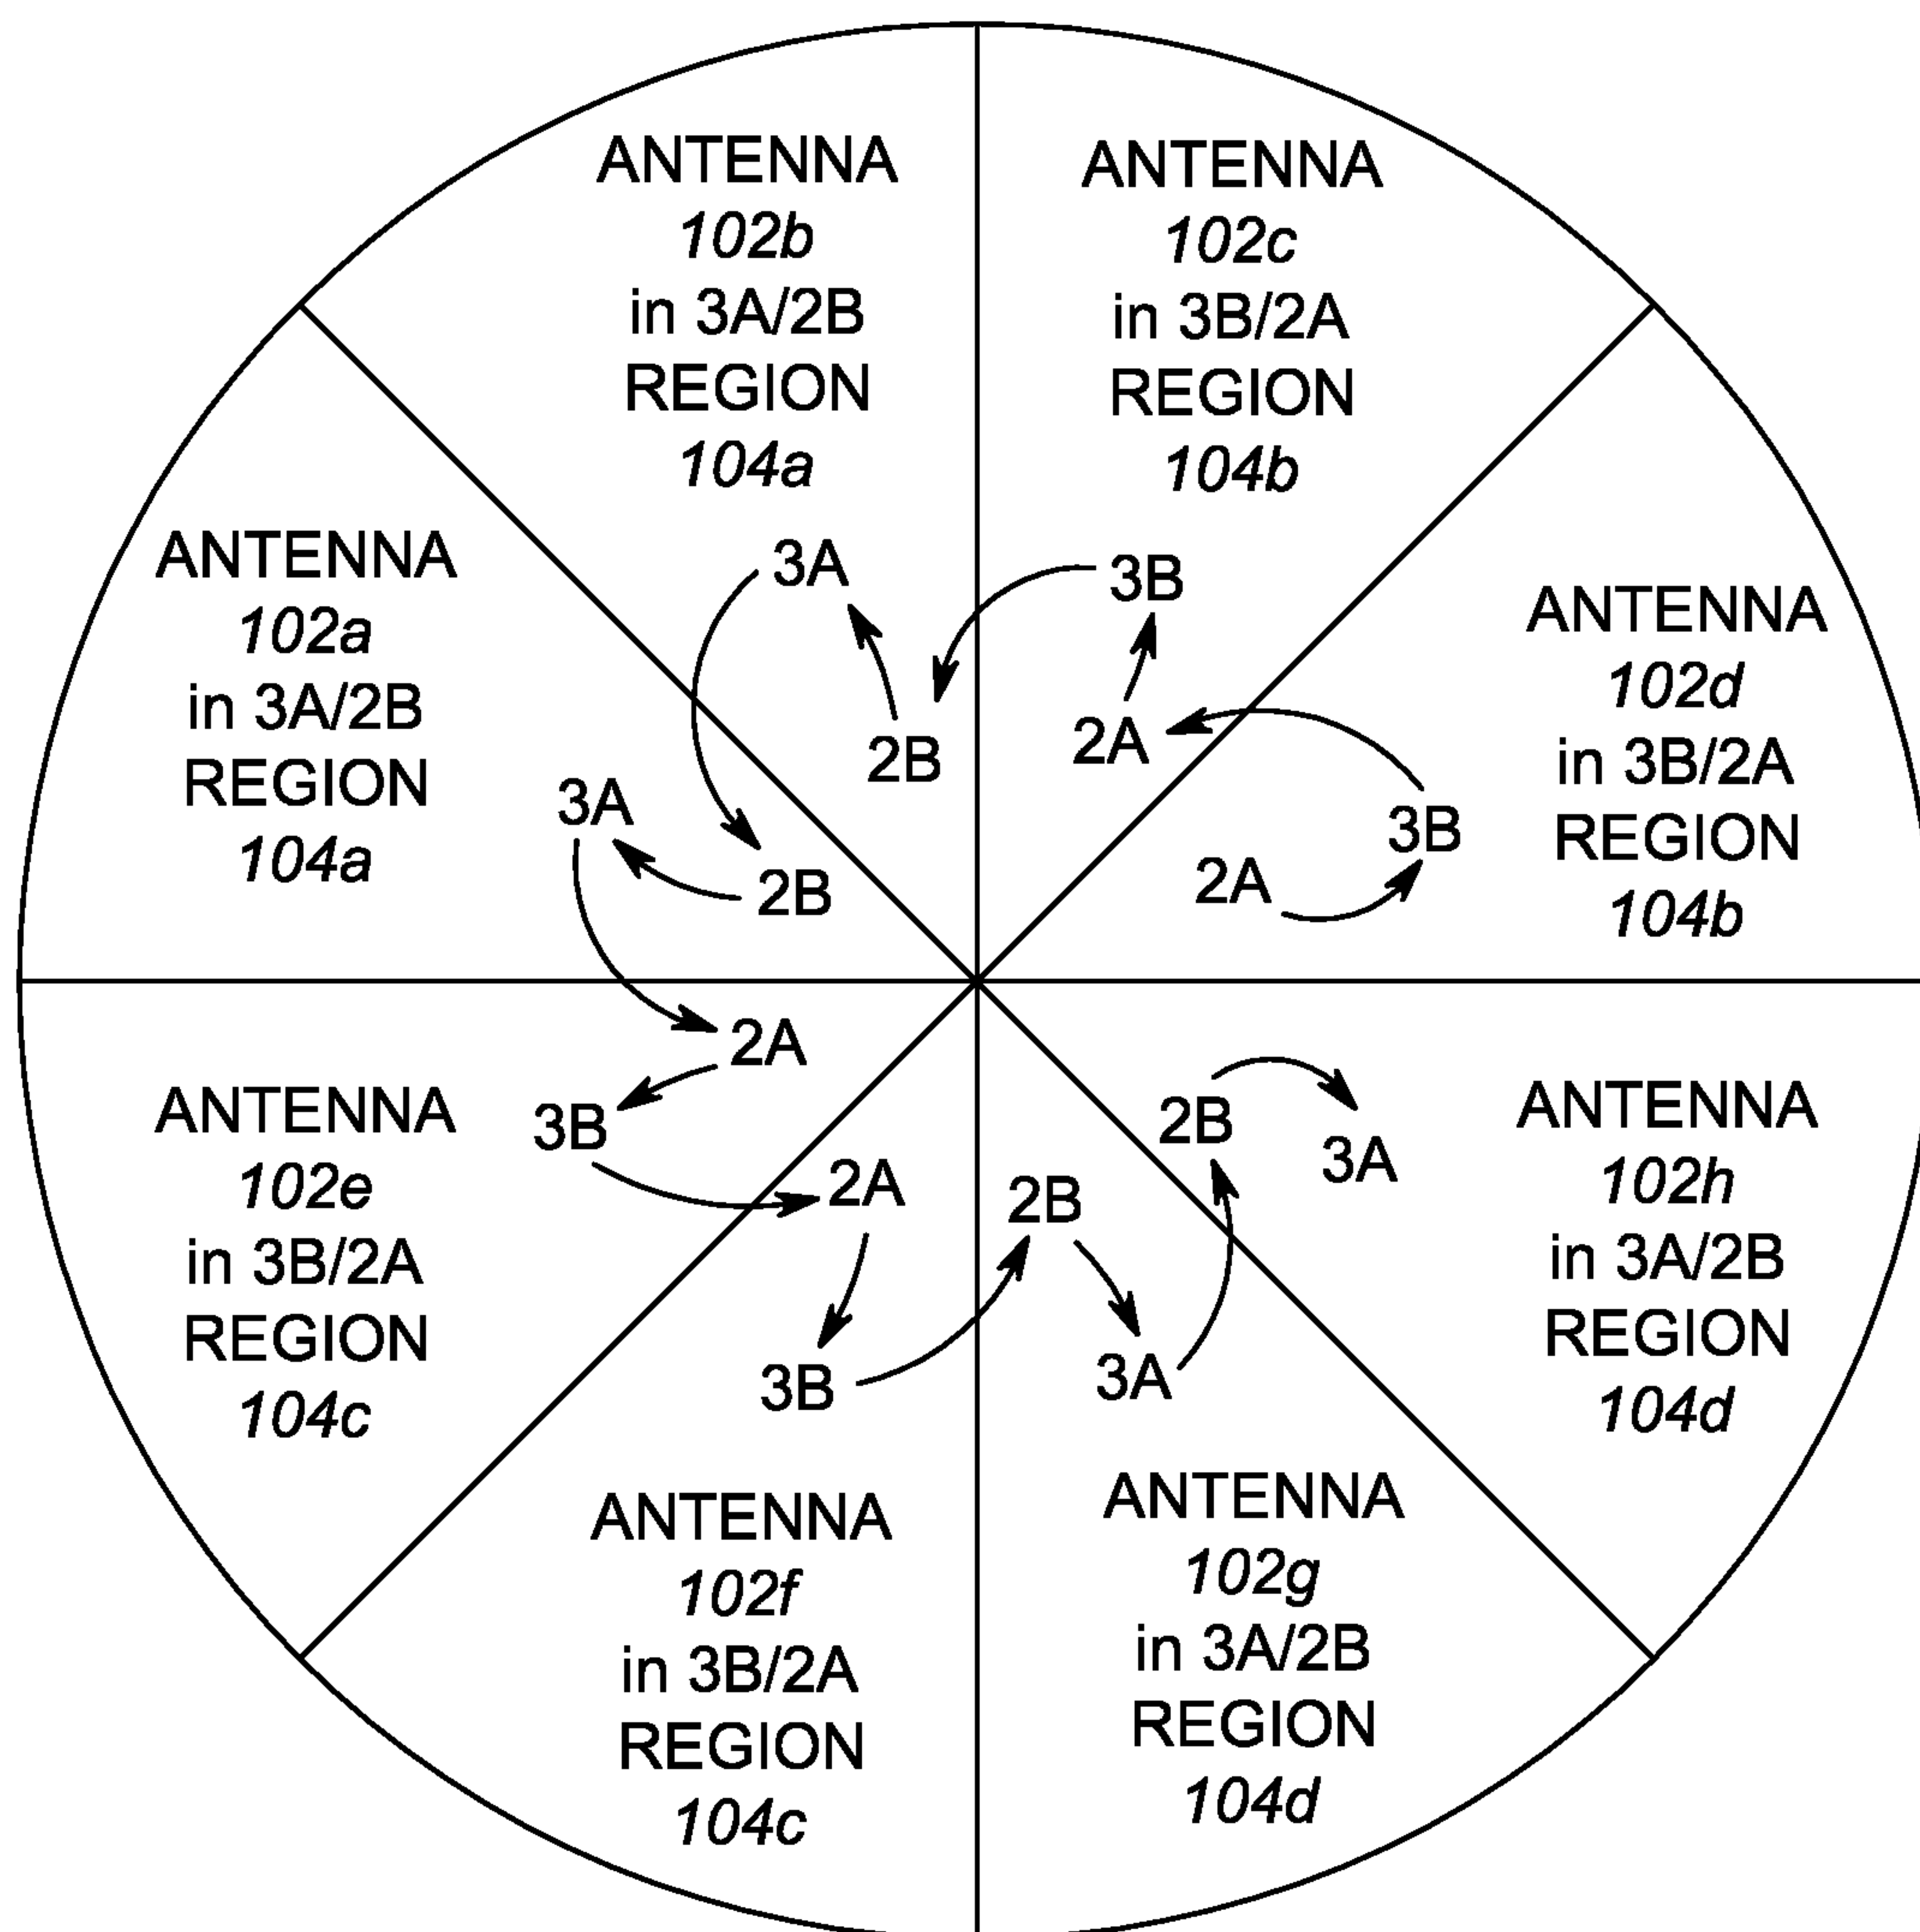 ANTENNA
102b
in 3A/2B
REGION
104a
3A
2B
ANTENNA
102c
in 3B/2A
REGION
104b
3B
2A
ANTENNA
102a
in 3A/2B
REGION
104a
3A
2B
ANTENNA
102d
in 3B/2A
REGION
104b
3B
2A
ANTENNA
102e
in 3B/2A
REGION
104c
2A
3B
ANTENNA
102h
in 3A/2B
REGION
104d
2B
3A
2A
3B
ANTENNA
102f
in 3B/2A
REGION
104c
2B
3A
ANTENNA
102g
in 3A/2B
REGION
104d